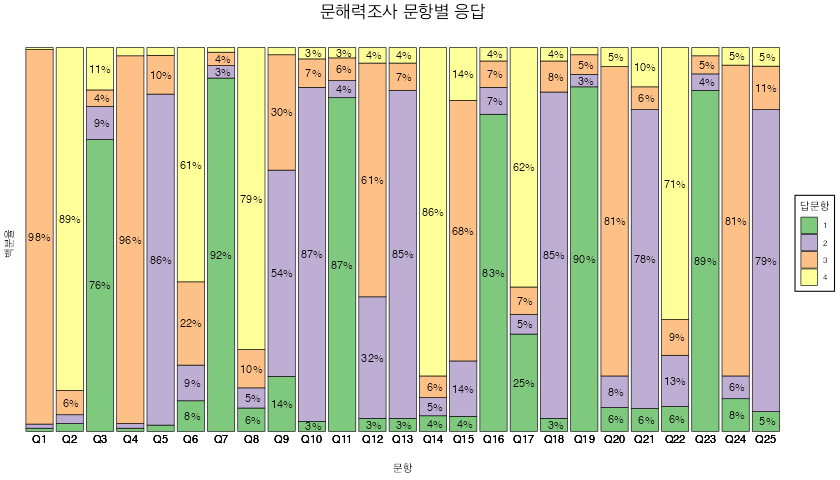 문해력조사 문항별 응답
11% 3% 3% 4% 4% 14% 4% 4% 5% 10% 5% 5%
4% 7% 6% 7% 7% 8% 5% 6% 5% 11%
9% 10% 3% 4% 7% 3% 4%
89% 61% 79% 30% 61% 86% 68% 62% 81% 71% 81%
98% 76% 96% 86% 92% 54% 87% 87% 85% 83% 85% 90% 78% 89% 79%
22% 10% 32% 6% 7% 9%
6% 9% 5% 14% 5% 14% 5% 25% 8% 13% 6%
8% 6% 3% 3% 3% 4% 4% 3% 6% 6% 6% 8% 5%
Q1 Q2 Q3 Q4 Q5 Q6 Q7 Q8 Q9 Q10 Q11 Q12 Q13 Q14 Q15 Q16 Q17 Q18 Q19 Q20 Q21 Q22 Q23 Q24 Q25
문항
백분율
답문항
1
2
3
4